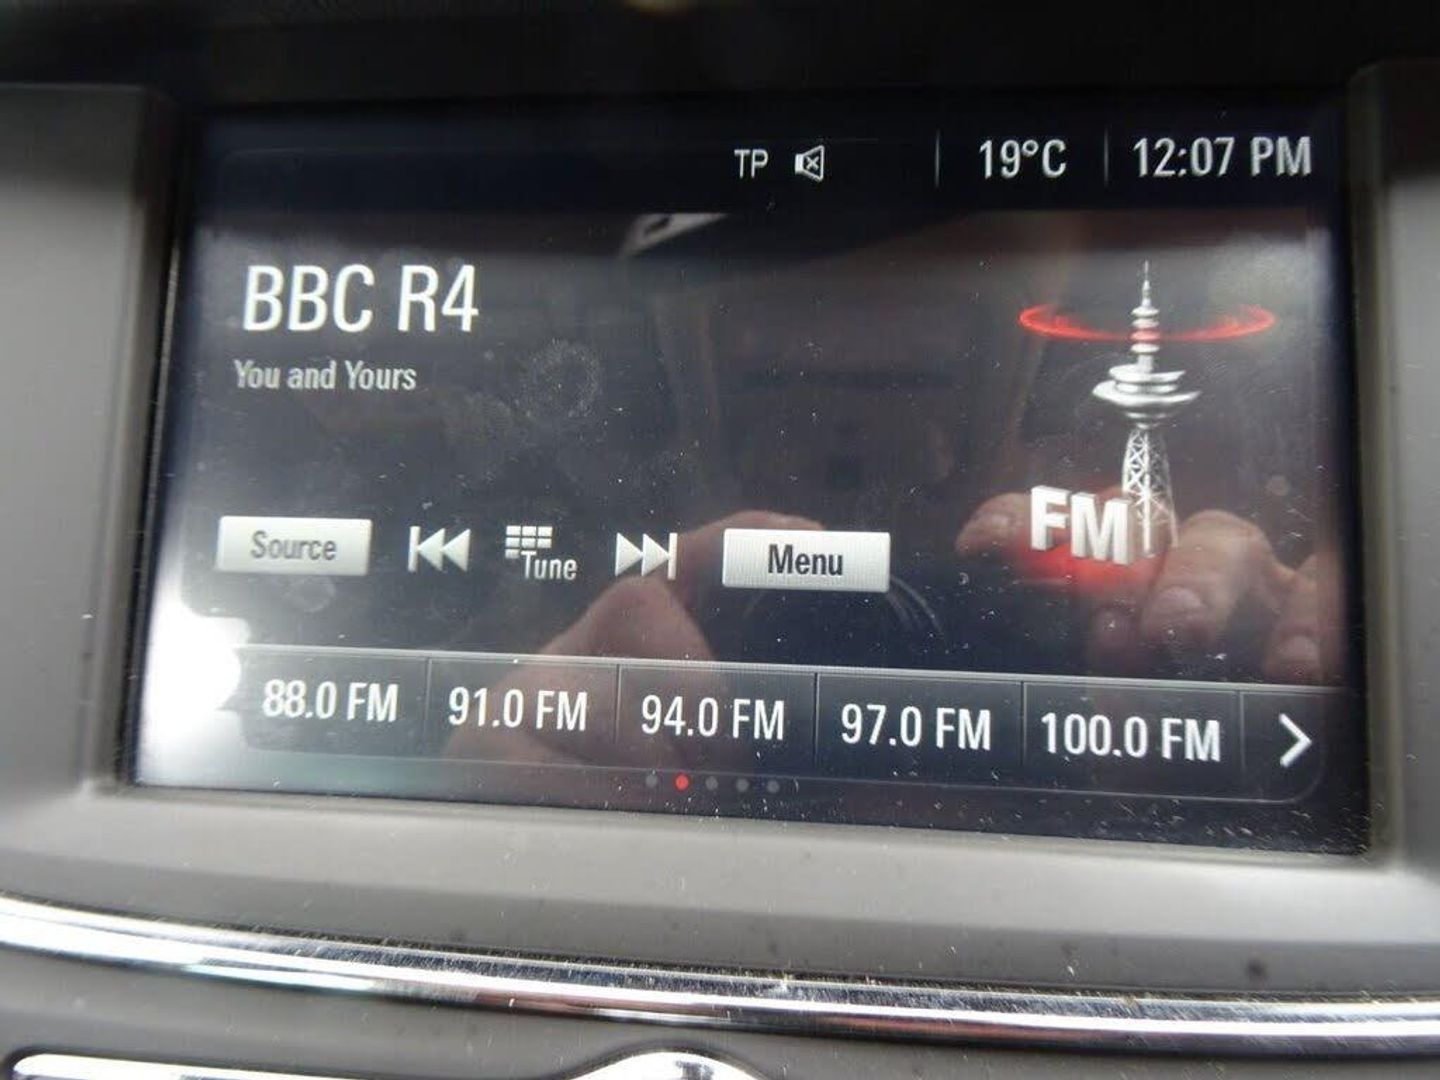 TP 19°C 12:07 PM
BBC R4
You and Yours
FM
Source Tune Menu
88.0 FM 91.0 FM 94.0 FM 97.0 FM 100.0 FM